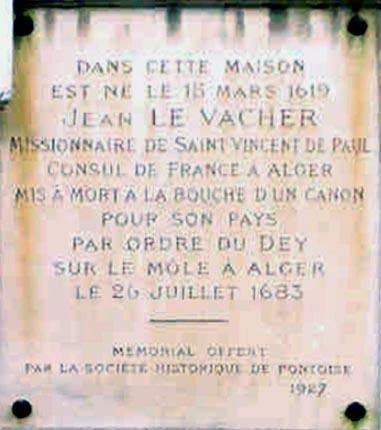 DANS CETTE MAISON
EST NÉ LE 15 MARS 1619
JEAN LE VACHER
MISSIONNAIRE DE SAINT VINCENT DE PAUL
CONSUL DE FRANCE À ALGER
MIS À MORT À LA BOUCHE D'UN CANON
POUR SON PAYS
PAR ORDRE DU DEY
SUR LE MÔLE À ALGER
LE 26 JUILLET 1683
MEMORIAL OFFERT
PAR LA SOCIÉTÉ HISTORIQUE DE PONTOISE
1927